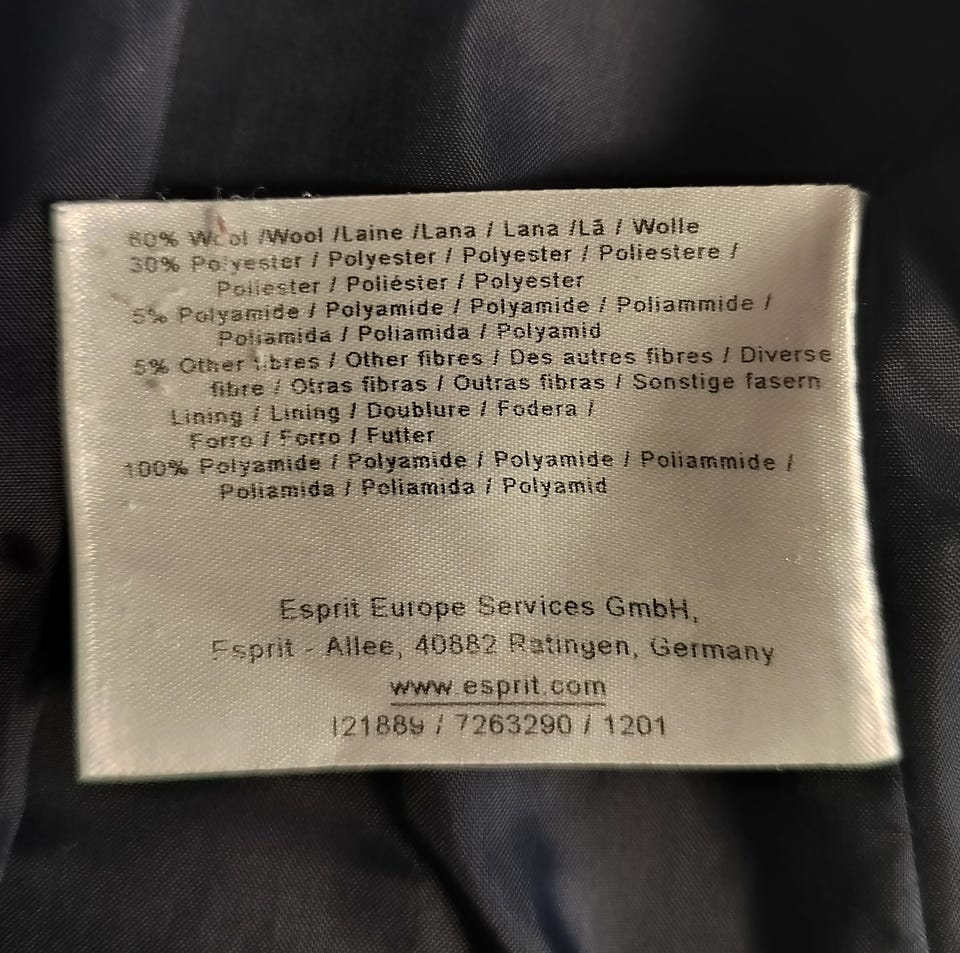 60% Wool /Wool /Laine /Lana / Lana /Lã / Wolle
30% Polyester / Polyester / Polyester / Poliestere /
Poliester / Poliéster / Polyester
5% Polyamide / Polyamide / Polyamide / Poliammide /
Poliamida / Poliamida / Polyamid
5% Other fibres / Other fibres / Des autres fibres / Diverse
fibre / Otras fibras / Outras fibras / Sonstige fasern
Lining / Lining / Doublure / Fodera /
Forro / Forro / Futter
100% Polyamide / Polyamide / Polyamide / Poliammide /
Poliamida / Poliamida / Polyamid
Esprit Europe Services GmbH,
Esprit - Allee, 40882 Ratingen, Germany
www.esprit.com
121889 / 7263290 / 1201